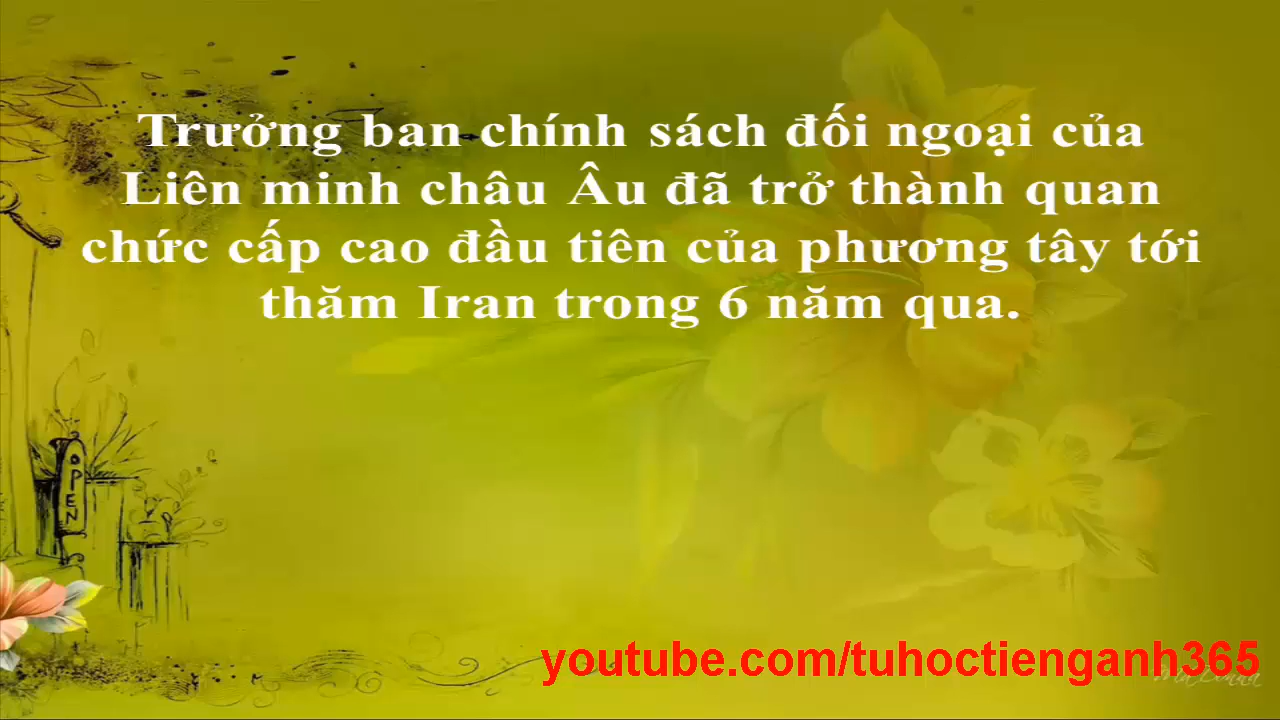 Trưởng ban chính sách đối ngoại của
Liên minh châu Âu đã trở thành quan
chức cấp cao đầu tiên của phương tây tới
thăm Iran trong 6 năm qua.
OPEN
youtube.com/tuhoctienganh365